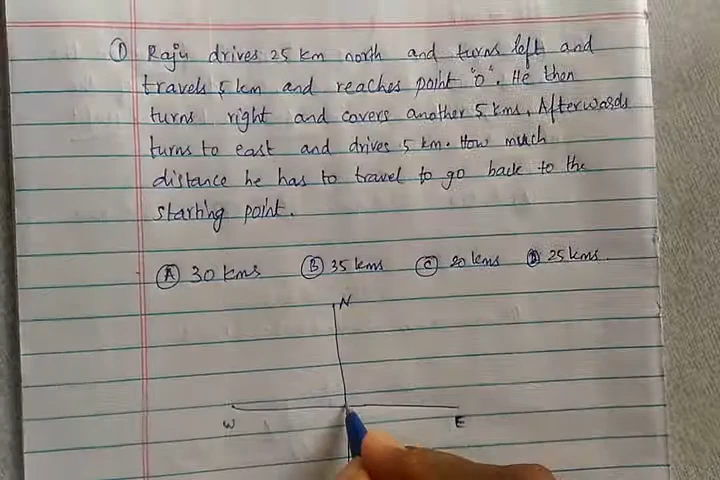 ① Raju drives 25 km north and turns left and
travels 5 km and reaches point "O". He then
turns right and covers another 5 kms. Afterwards
turns to east and drives 5 km. How much
distance he has to travel to go back to the
starting point.
Ⓐ 30 kms Ⓑ 35 kms Ⓒ 20 kms Ⓓ 25 kms
N
W E